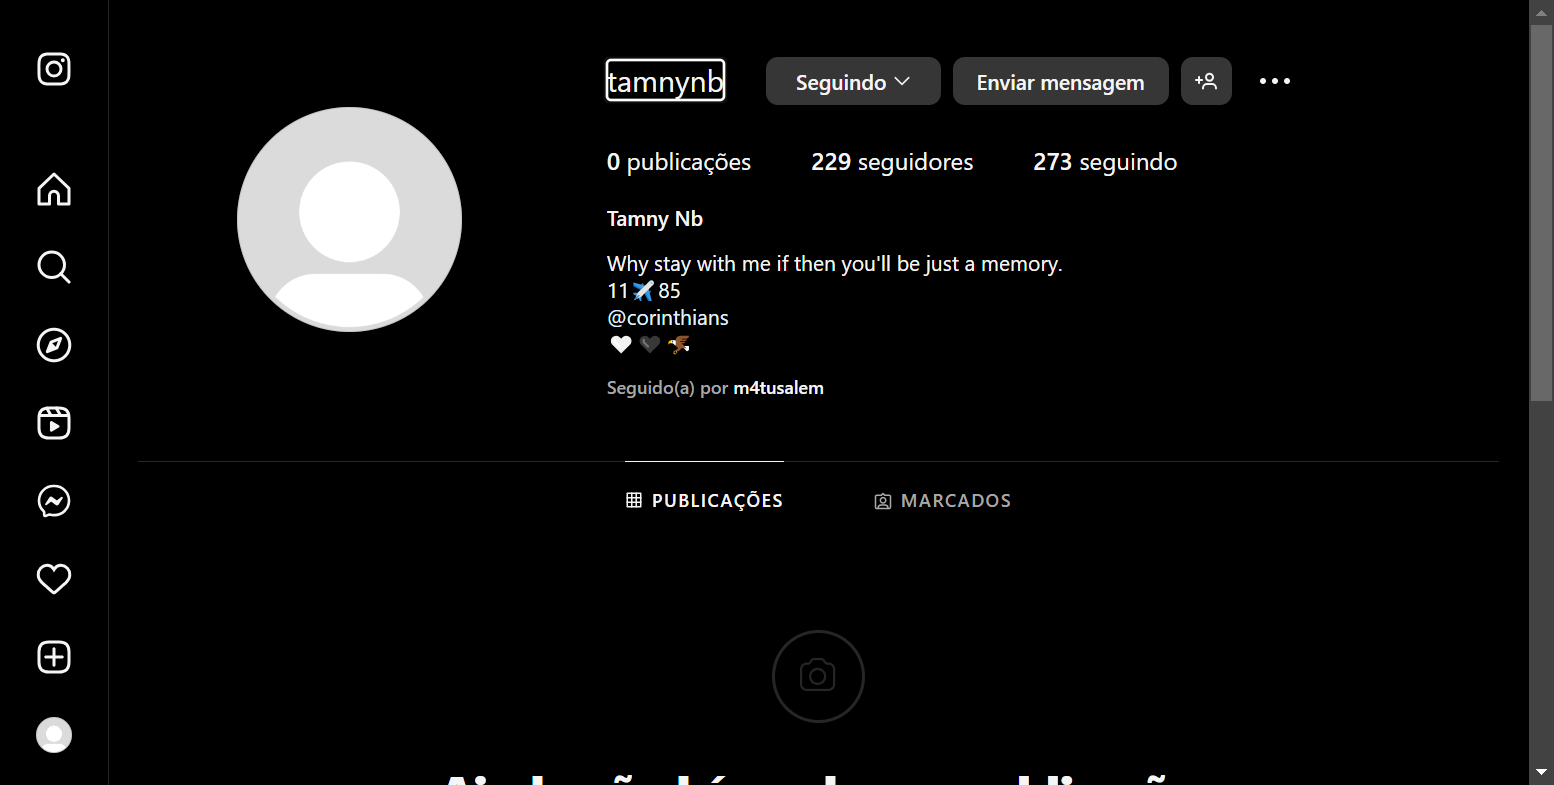 tamnynb
Seguindo
Enviar mensagem
0 publicações
229 seguidores
273 seguindo
Tamny Nb
Why stay with me if then you'll be just a memory.
11✈️85
@corinthians
🤍🖤🦅
Seguido(a) por m4tusalem
PUBLICAÇÕES
MARCADOS